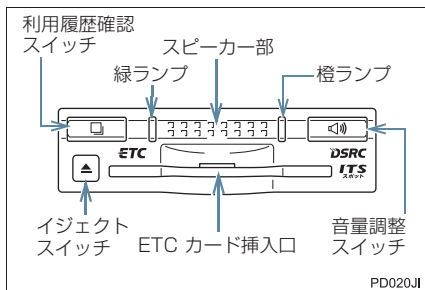 利用履歴確認
スイッチ
スピーカー部
緑ランプ
橙ランプ
ETC
DSRC
ITS
スポット
イジェクト
スイッチ
ETC カード挿入口
音量調整
スイッチ
PD020JI